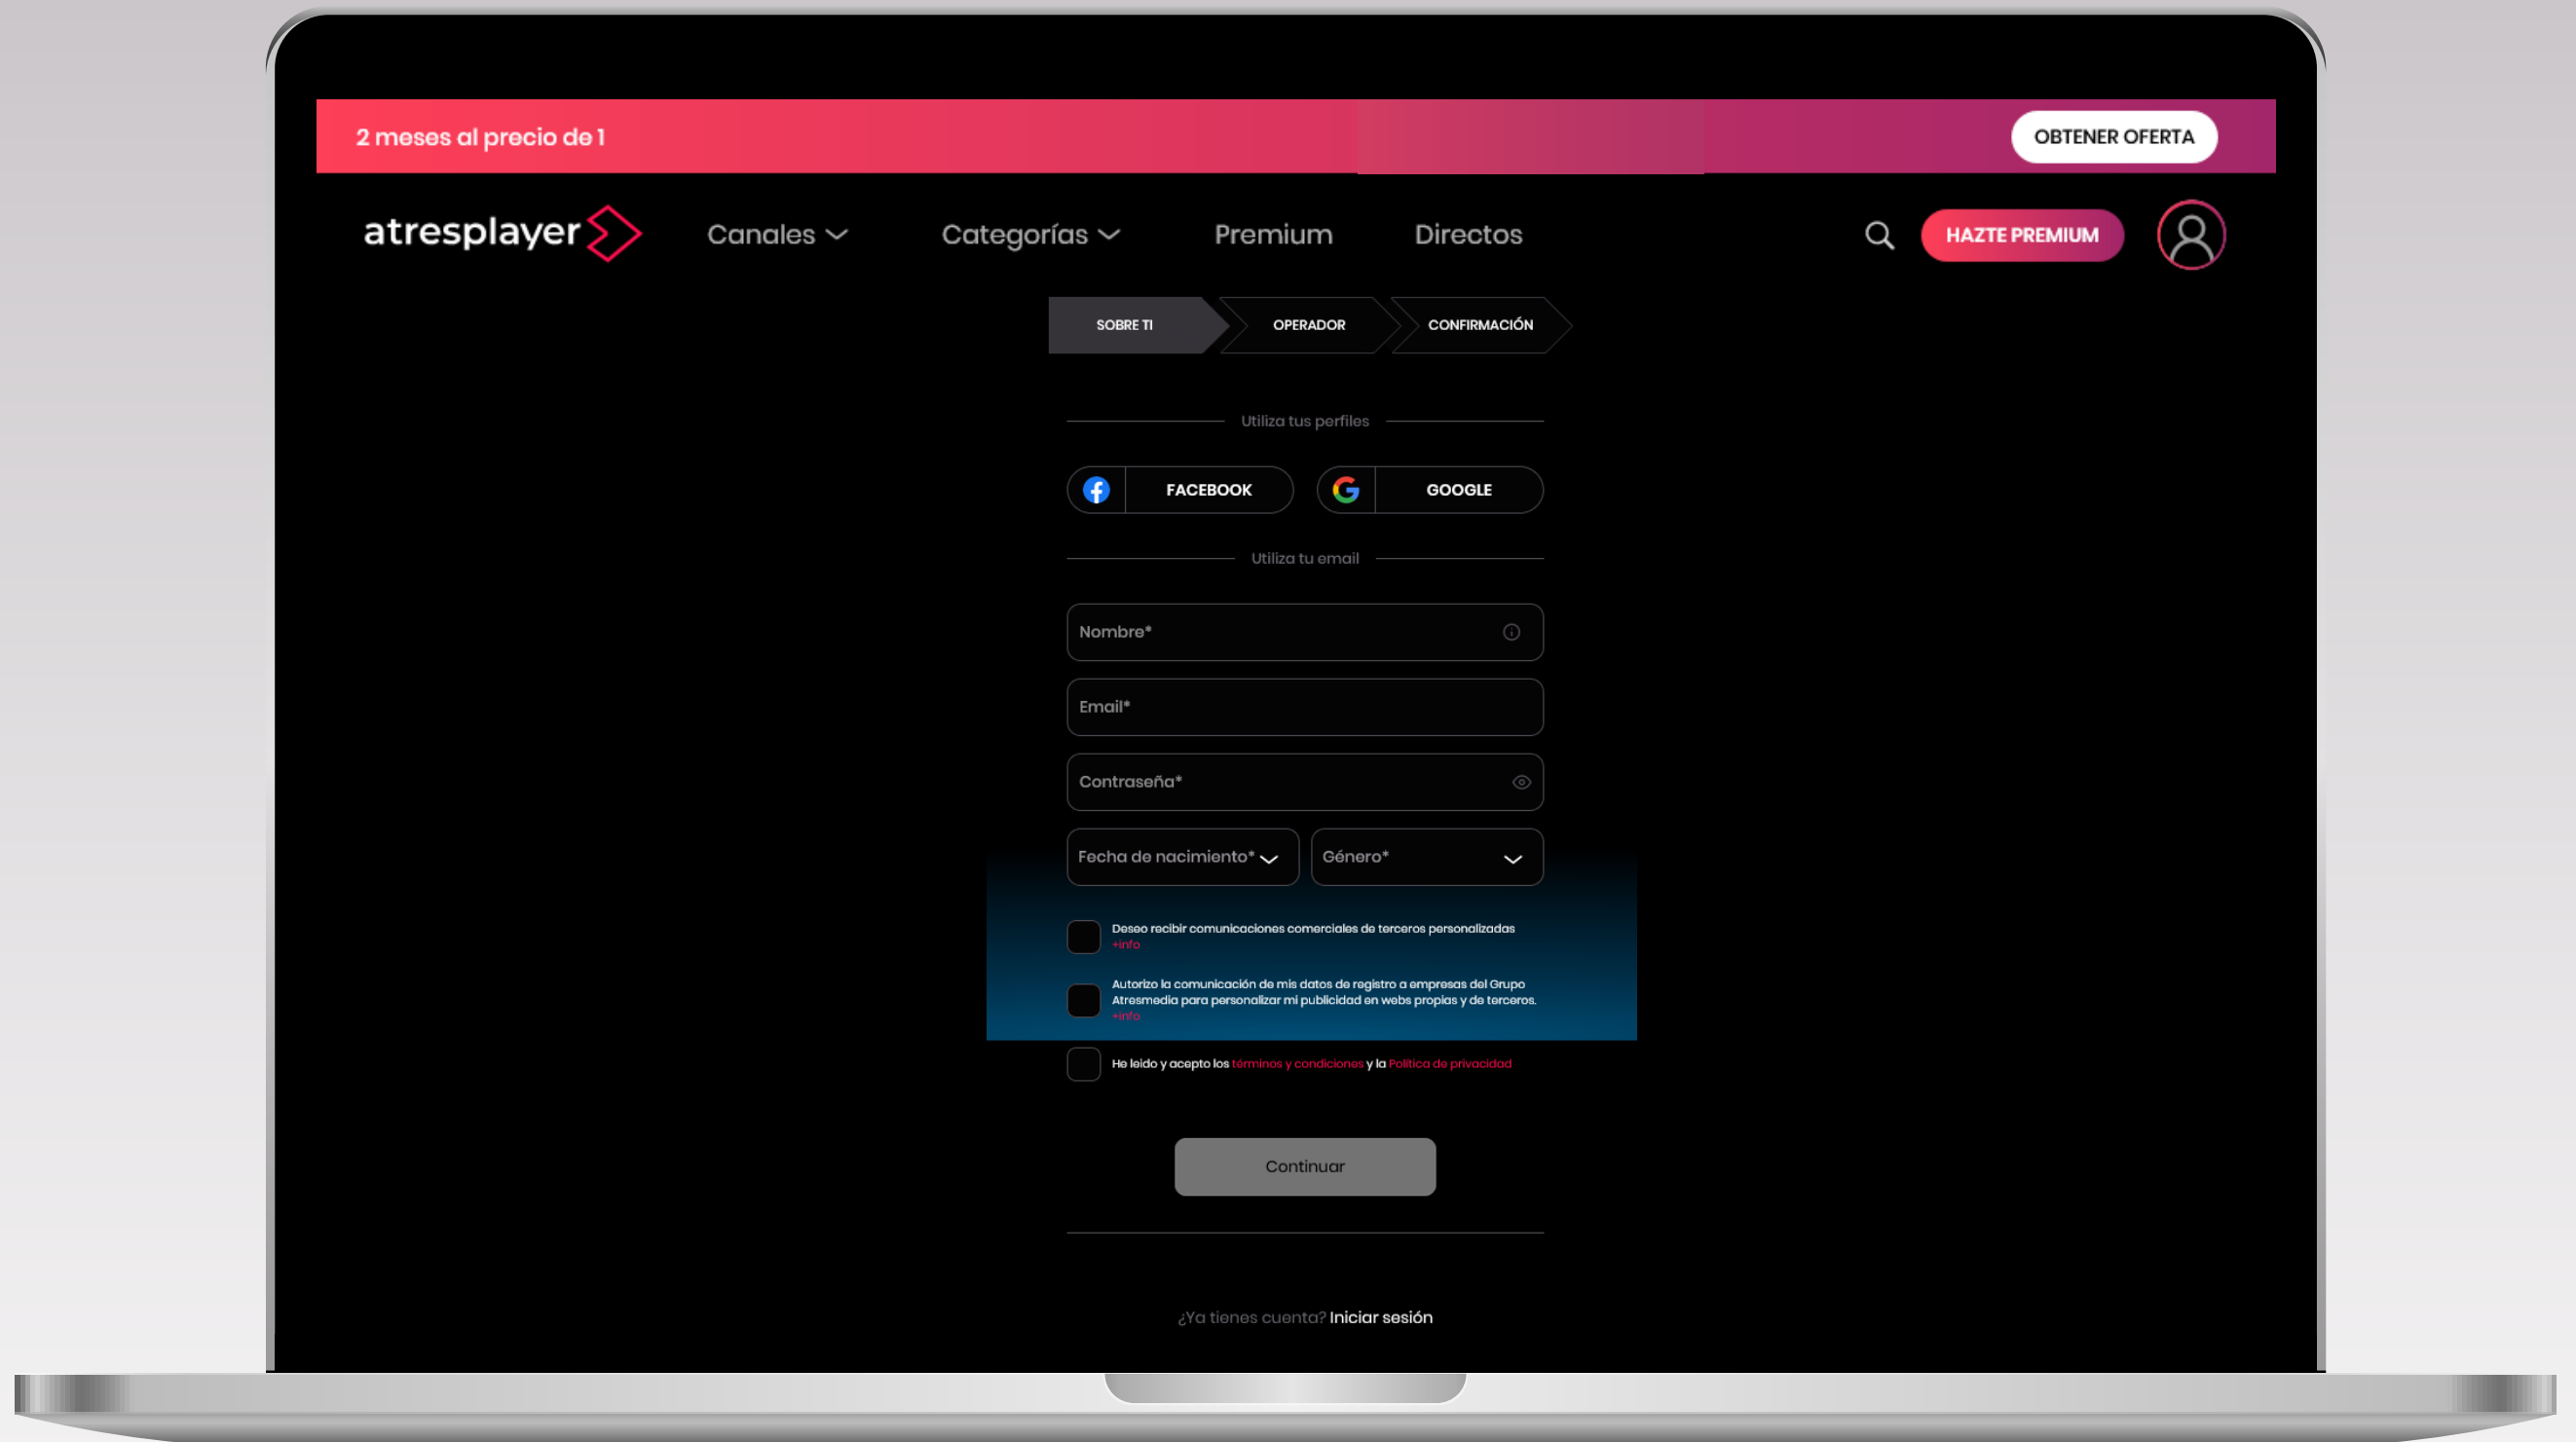 2 meses al precio de 1
OBTENER OFERTA
atresplayer
Canales
Categorías
Premium
Directos
HAZTE PREMIUM
SOBRE TI
OPERADOR
CONFIRMACIÓN
Utiliza tus perfiles
FACEBOOK
GOOGLE
Utiliza tu email
Nombre*
Email*
Contraseña*
Fecha de nacimiento*
Género*
Deseo recibir comunicaciones comerciales de terceros personalizadas
+info
Autorizo la comunicación de mis datos de registro a empresas del Grupo
Atresmedia para personalizar mi publicidad en webs propias y de terceros.
+info
He leido y acepto los términos y condiciones y la Política de privacidad
Continuar
¿Ya tienes cuenta? Iniciar sesión